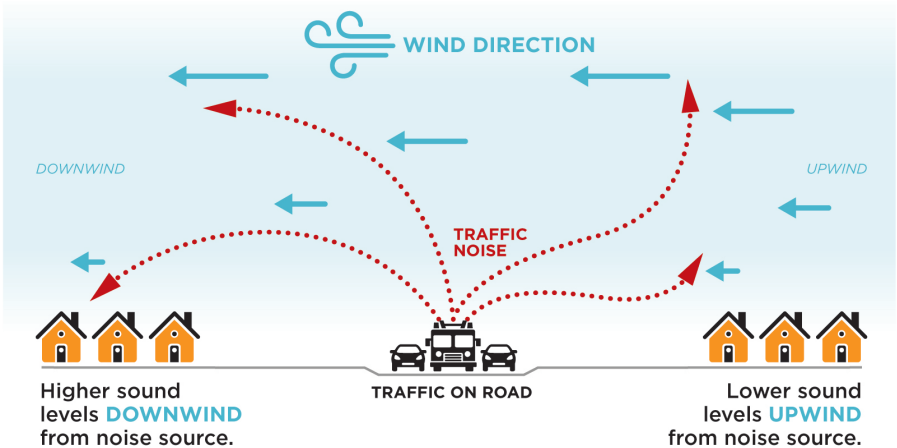 WIND DIRECTION
DOWNWIND
UPWIND
TRAFFIC
NOISE
TRAFFIC ON ROAD
Higher sound
levels DOWNWIND
from noise source.
Lower sound
levels UPWIND
from noise source.